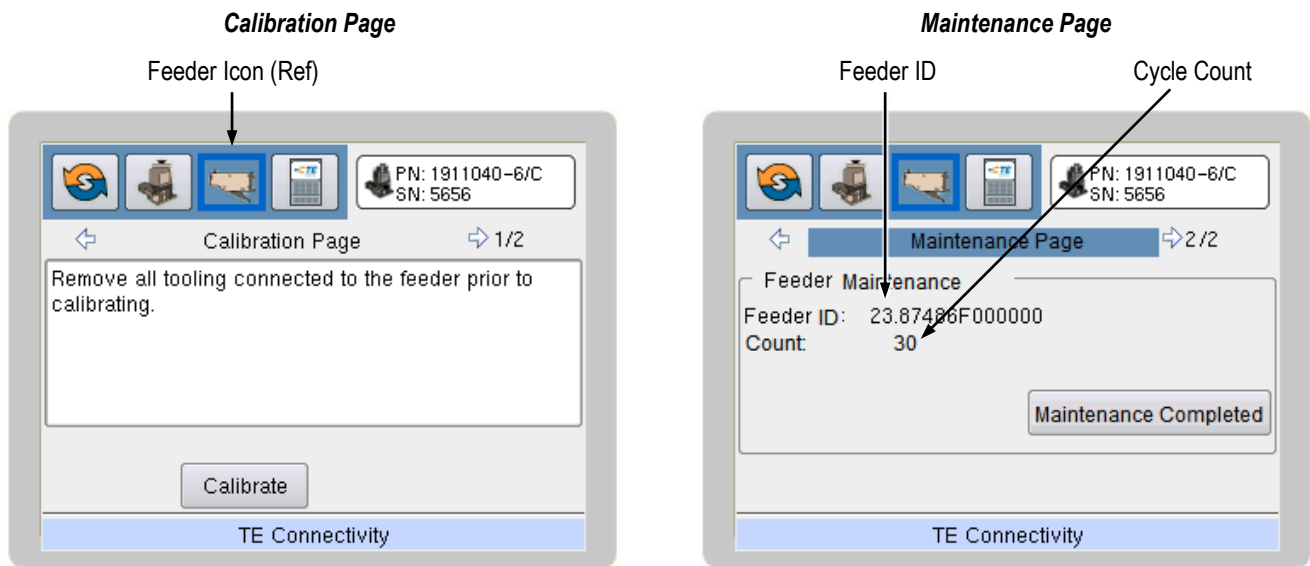 Calibration Page
Feeder Icon (Ref)
TE
PN: 1911040-6/C
SN: 5656
Calibration Page
1/2
Remove all tooling connected to the feeder prior to
calibrating.
Calibrate
TE Connectivity
Maintenance Page
Feeder ID
Cycle Count
TE
PN: 1911040-6/C
SN: 5656
Maintenance Page
2/2
Feeder Maintenance
Feeder ID: 23.87486F000000
Count: 30
Maintenance Completed
TE Connectivity